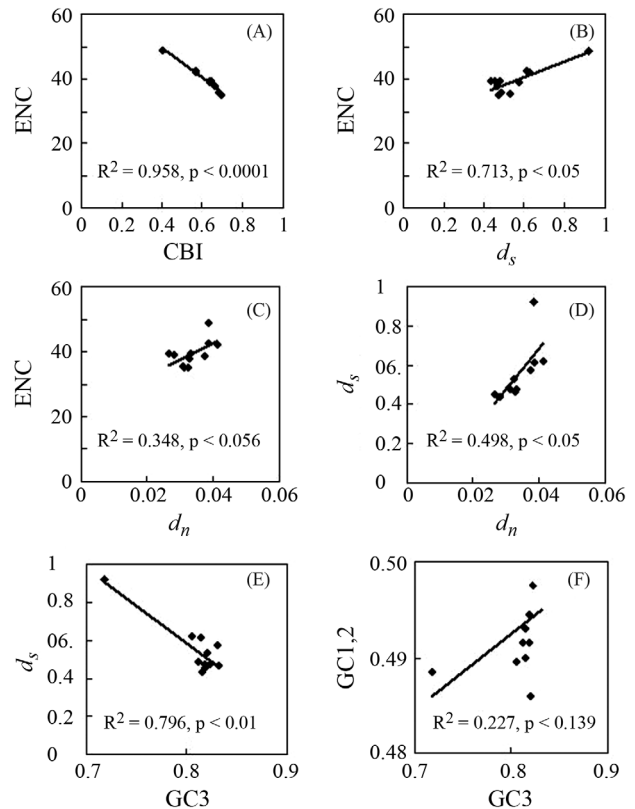 (A)
ENC
60
40
20
0
R² = 0.958, p < 0.0001
0 0.2 0.4 0.6 0.8 1
CBI
(B)
ENC
60
40
20
0
R² = 0.713, p < 0.05
0 0.2 0.4 0.6 0.8 1
ds
(C)
ENC
60
40
20
0
R² = 0.348, p < 0.056
0 0.02 0.04 0.06
dn
(D)
ds
1
0.8
06
0.4
0.2
0
R² = 0.498, p < 0.05
0 0.02 0.04 0.06
dn
(E)
ds
1
0.8
06
0.4
0.2
0
R² = 0.796, p < 0.01
0.7 0.8 0.9
GC3
(F)
GC1,2
0.50
0.49
0.48
R² = 0.227, p < 0.139
0.7 0.8 0.9
GC3